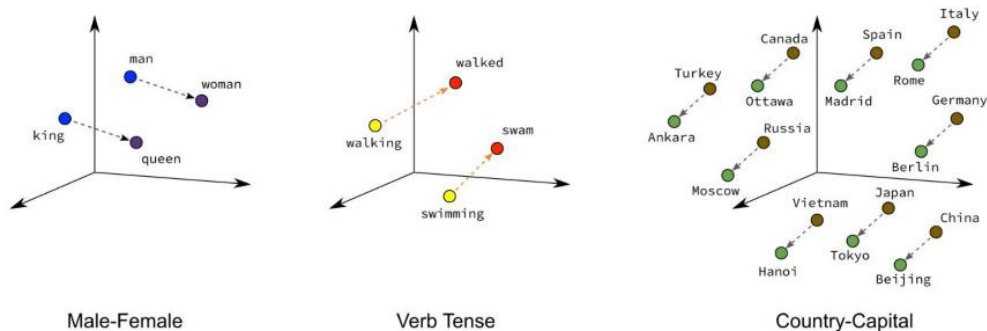 man
woman
king
queen
Male-Female
walked
walking
swam
swimming
Verb Tense
Italy
Spain
Canada
Rome
Turkey
Ottawa
Madrid
Germany
Ankara
Russia
Berlin
Moscow
Japan
Vietnam
China
Tokyo
Hanoi
Beijing
Country-Capital